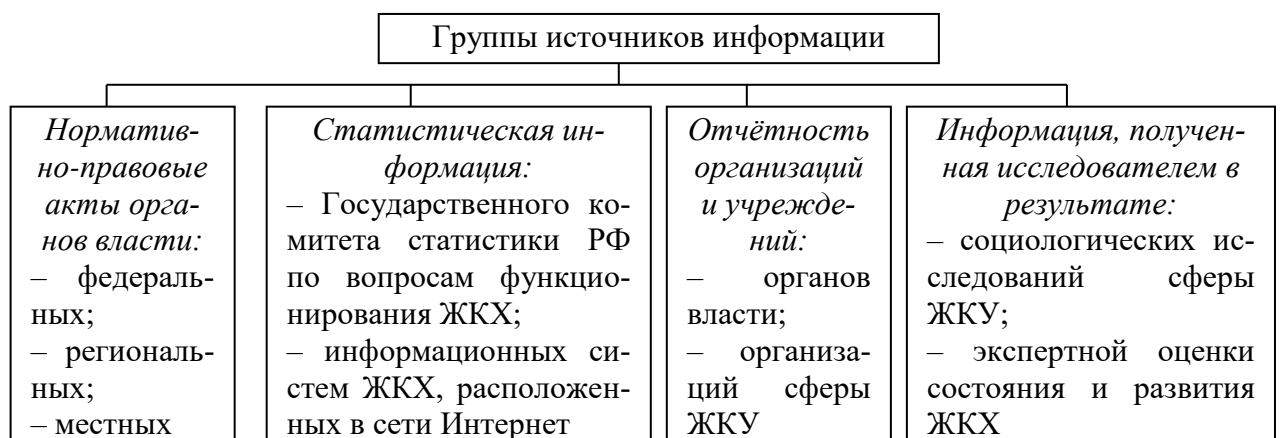 Группы источников информации
Норматив-
но-правовые
акты орга-
нов власти:
– федераль-
ных;
– региональ-
ных;
– местных
Статистическая ин-
формация:
– Государственного ко-
митета статистики РФ
по вопросам функцио-
нирования ЖКХ;
– информационных си-
стем ЖКХ, расположен-
ных в сети Интернет
Отчётность
организаций
и учрежде-
ний:
– органов
власти;
– организа-
ций сферы
ЖКУ
Информация, получен-
ная исследователем в
результате:
– социологических ис-
следований сферы
ЖКУ;
– экспертной оценки
состояния и развития
ЖКХ